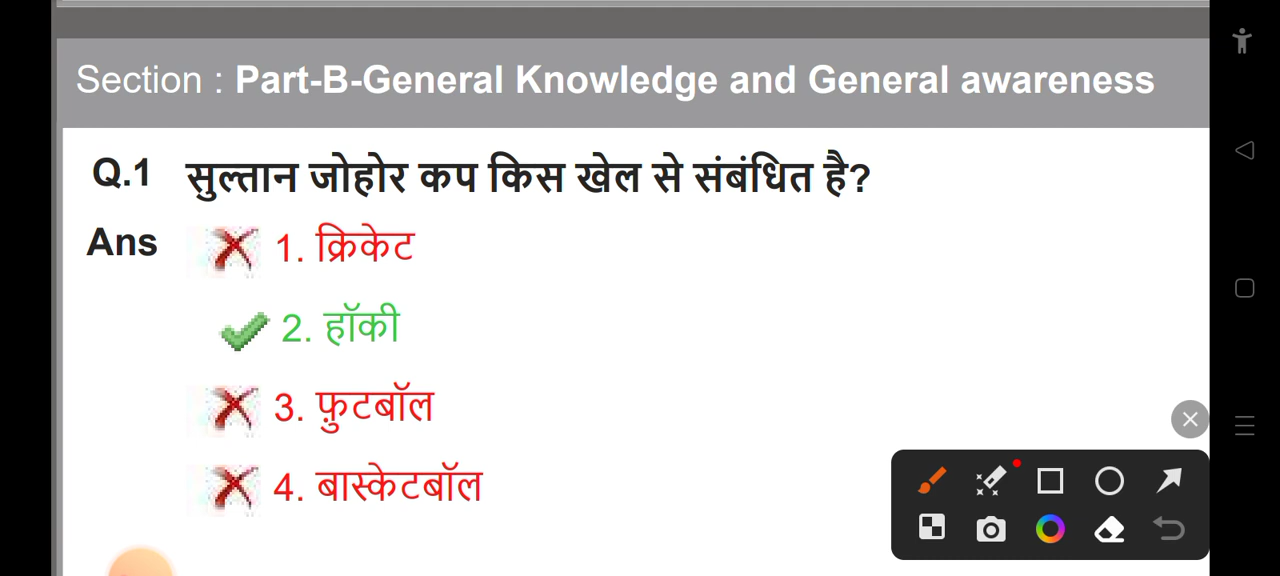 Section : Part-B-General Knowledge and General awareness
Q.1 सुल्तान जोहोर कप किस खेल से संबंधित है?
Ans 1. क्रिकेट
2. हॉकी
3. फ़ुटबॉल
4. बास्केटबॉल